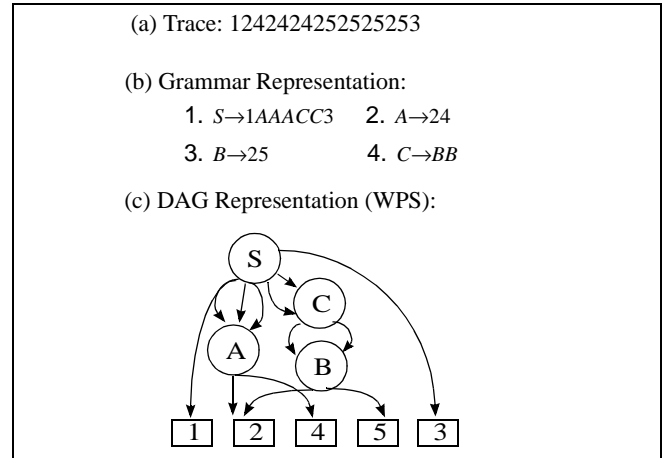 (a) Trace: 1242424252525253
(b) Grammar Representation:
1. S→1AAACC3 2. A→24
3. B→25 4. C→BB
(c) DAG Representation (WPS):
S
C
A
B
1 2 4 5 3